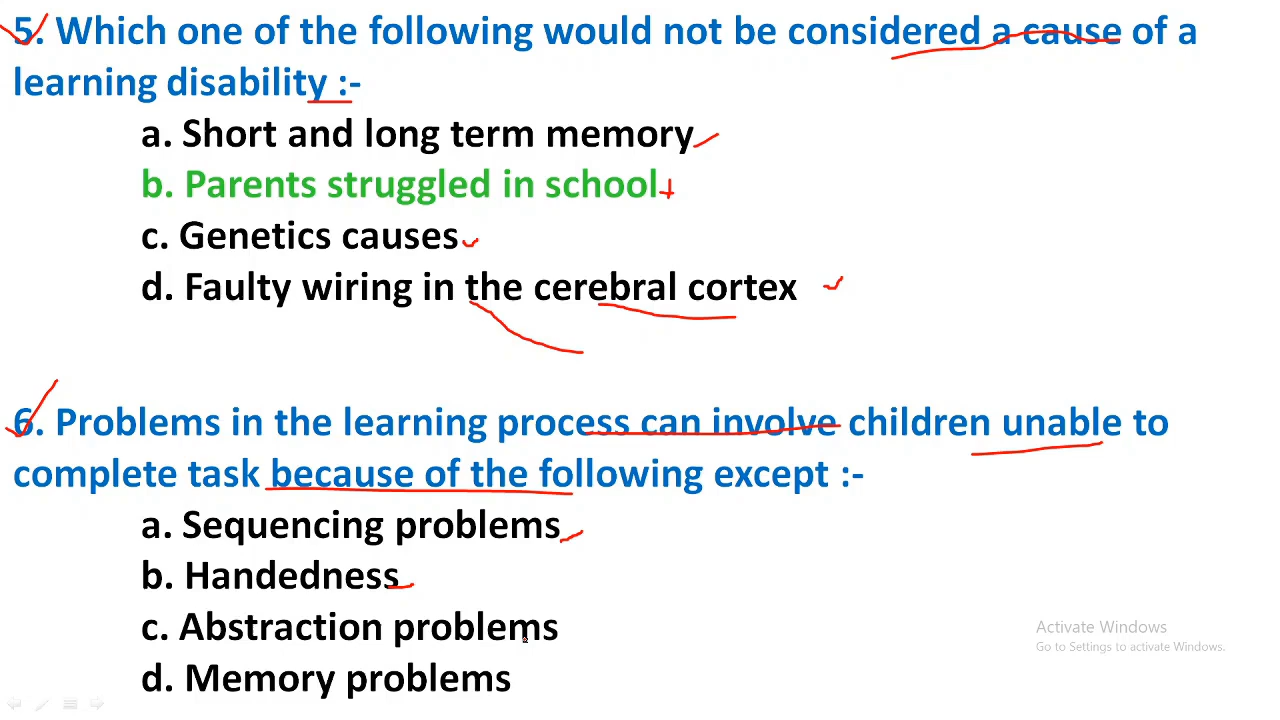 5. Which one of the following would not be considered a cause of a
learning disability :-
a. Short and long term memory
b. Parents struggled in school
c. Genetics causes
d. Faulty wiring in the cerebral cortex
6. Problems in the learning process can involve children unable to
complete task because of the following except :-
a. Sequencing problems
b. Handedness
c. Abstraction problems
d. Memory problems
Activate Windows
Go to Settings to activate Windows.